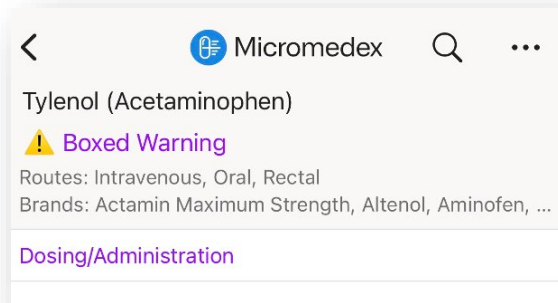 Micromedex
Tylenol (Acetaminophen)
Boxed Warning
Routes: Intravenous, Oral, Rectal
Brands: Actamin Maximum Strength, Altenol, Aminofen, ...
Dosing/Administration